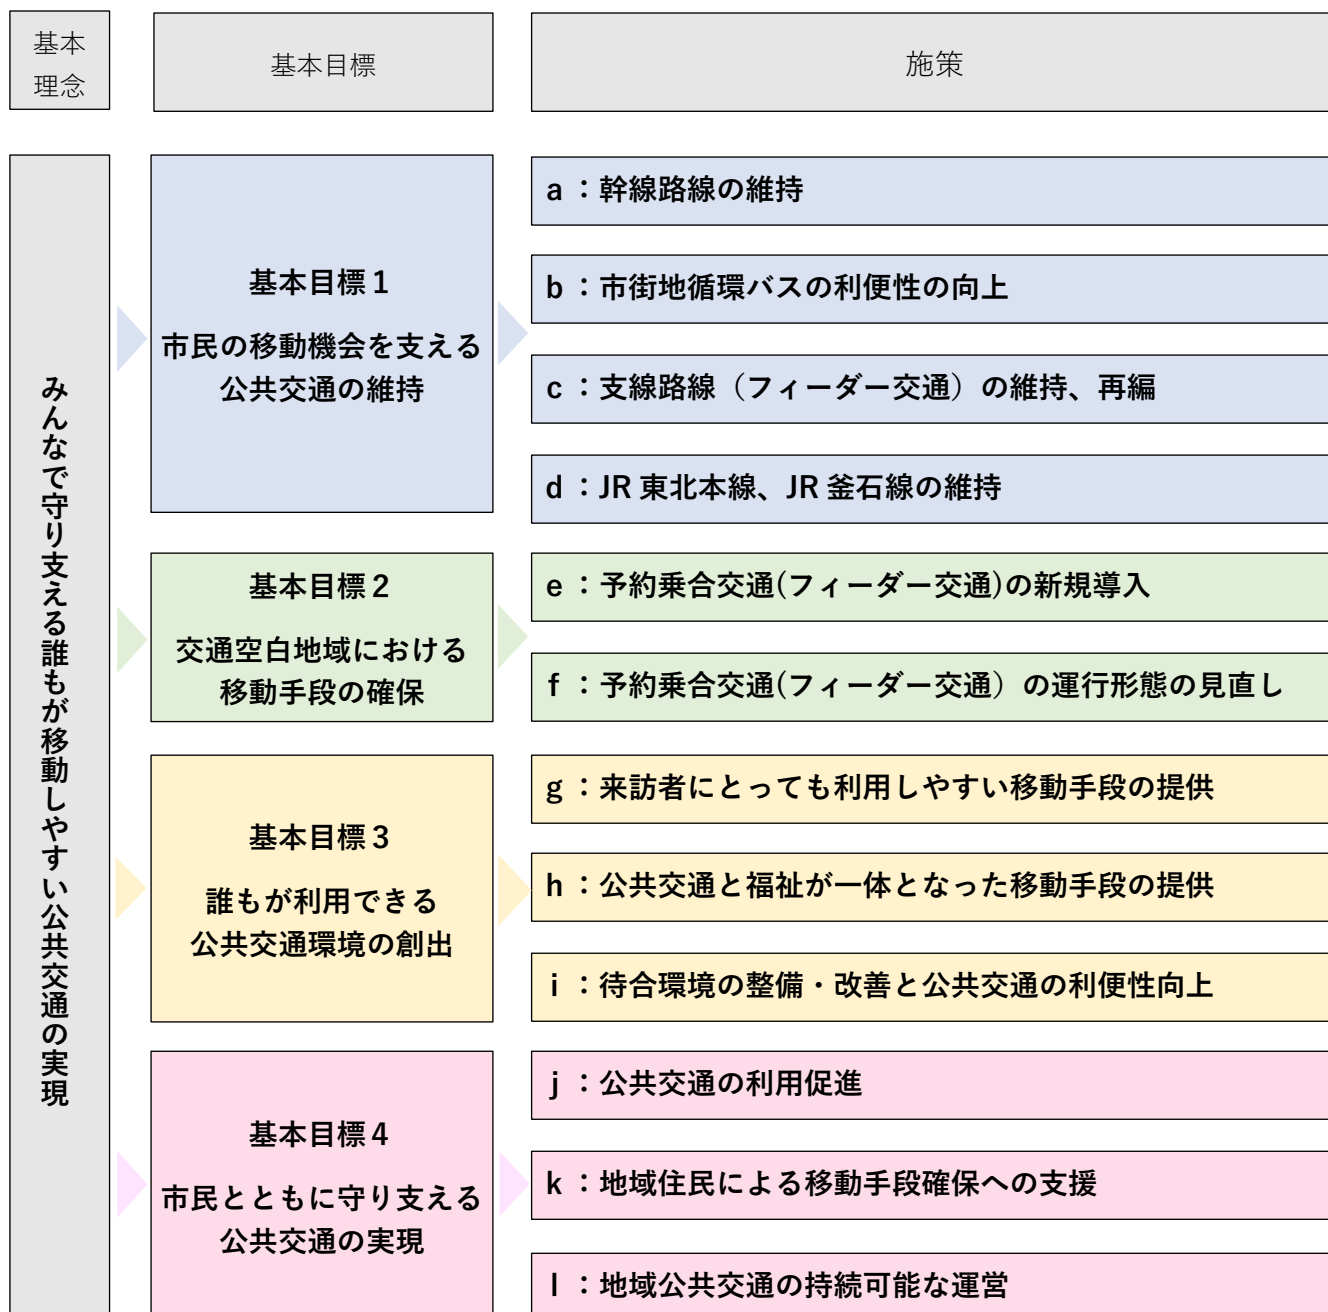 基本
理念
基本目標
施策
みんなで守り支える誰もが移動しやすい公共交通の実現
基本目標１
市民の移動機会を支える
公共交通の維持
a：幹線路線の維持
b：市街地循環バスの利便性の向上
c：支線路線（フィーダー交通）の維持、再編
d：JR東北本線、JR釜石線の維持
基本目標２
交通空白地域における
移動手段の確保
e：予約乗合交通(フィーダー交通)の新規導入
f：予約乗合交通(フィーダー交通）の運行形態の見直し
基本目標３
誰もが利用できる
公共交通環境の創出
g：来訪者にとっても利用しやすい移動手段の提供
h：公共交通と福祉が一体となった移動手段の提供
i：待合環境の整備・改善と公共交通の利便性向上
基本目標４
市民とともに守り支える
公共交通の実現
j：公共交通の利用促進
k：地域住民による移動手段確保への支援
l：地域公共交通の持続可能な運営